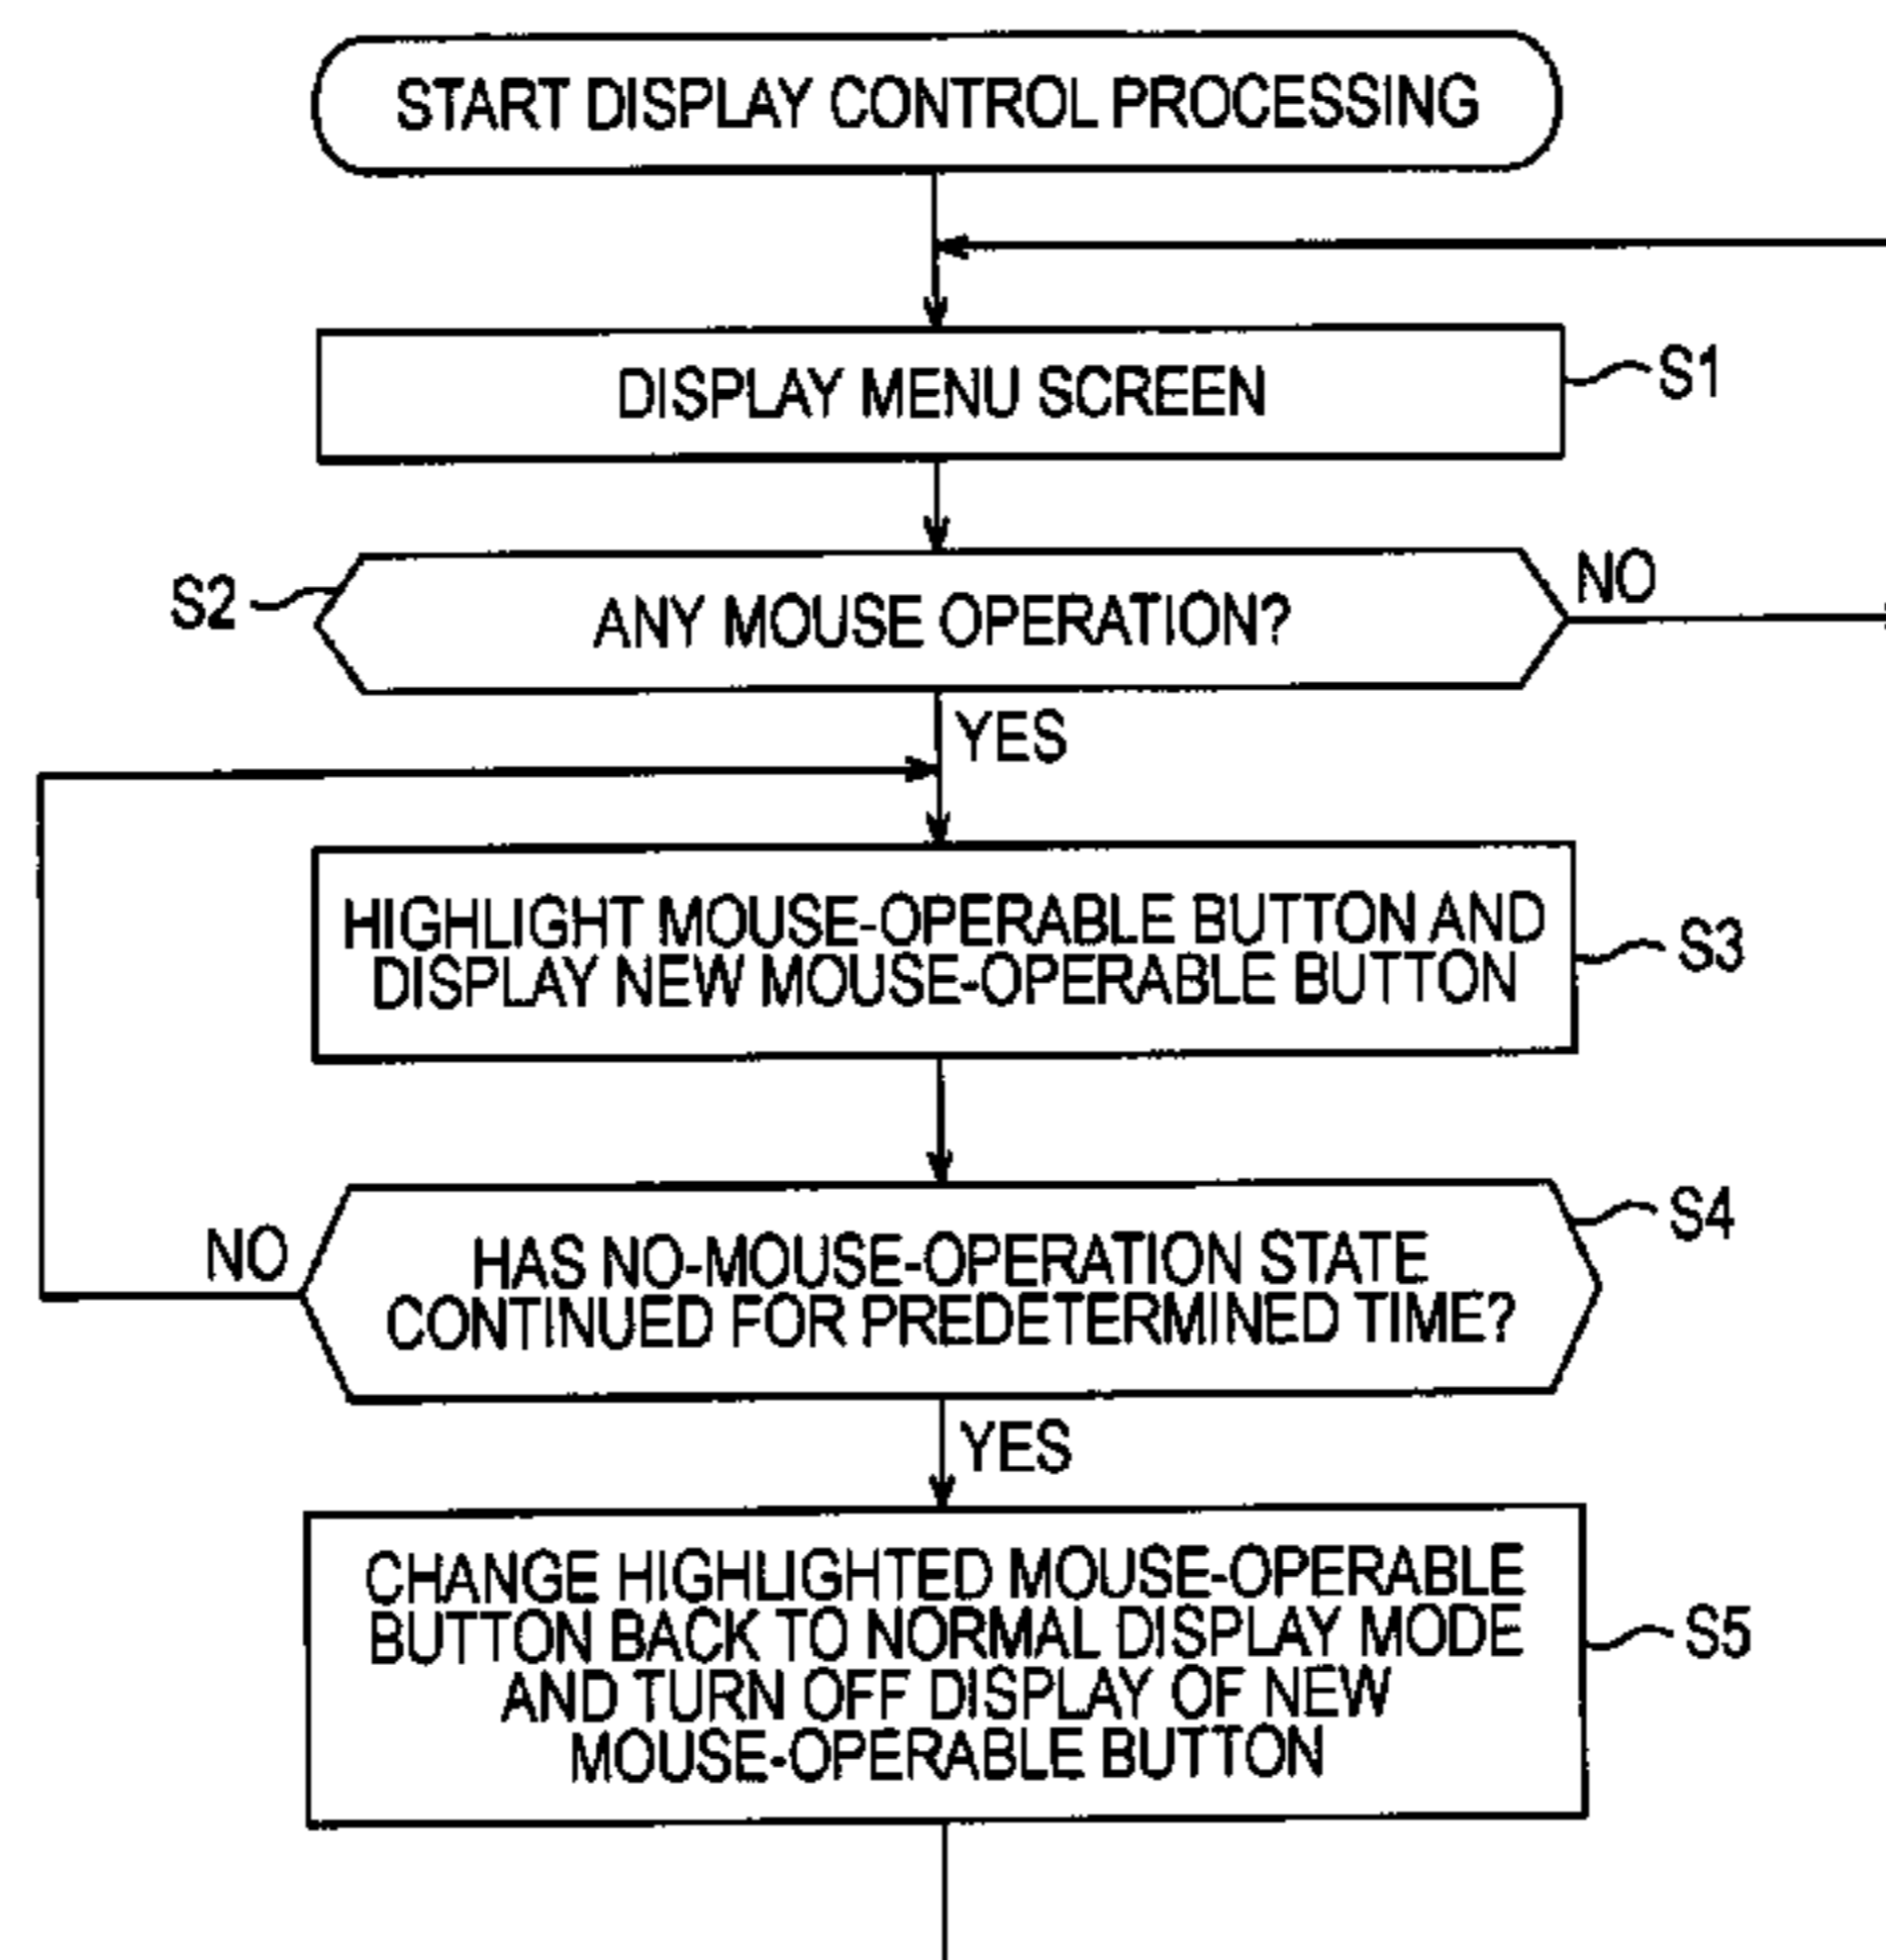 START DISPLAY CONTROL PROCESSING
DISPLAY MENU SCREEN
S1
S2
ANY MOUSE OPERATION?
NO
YES
HIGHLIGHT MOUSE-OPERABLE BUTTON AND
DISPLAY NEW MOUSE-OPERABLE BUTTON
S3
NO
HAS NO-MOUSE-OPERATION STATE
CONTINUED FOR PREDETERMINED TIME?
S4
YES
CHANGE HIGHLIGHTED MOUSE-OPERABLE
BUTTON BACK TO NORMAL DISPLAY MODE
AND TURN OFF DISPLAY OF NEW
MOUSE-OPERABLE BUTTON
S5